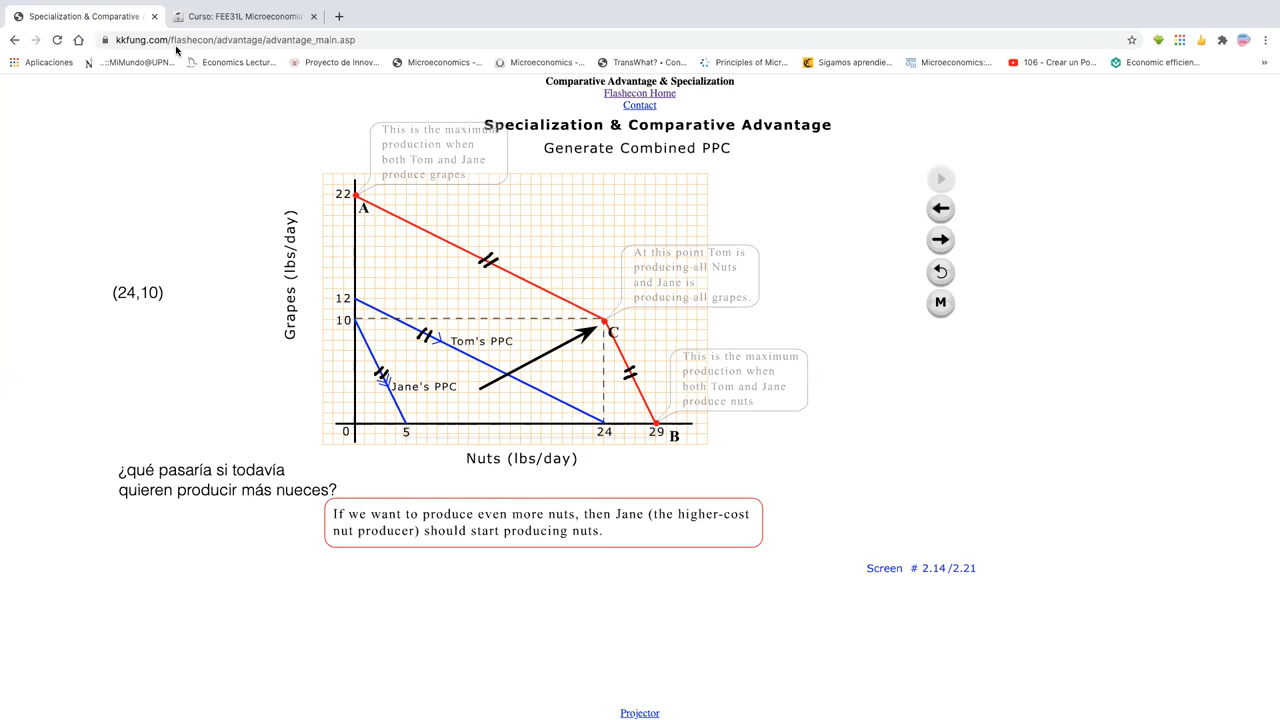 Specialization & Comparative
Curso: FEE31L Microeconomia
kkfung.com/flashecon/advantage/advantage_main.asp
Aplicaciones
..::MiMundo@UPN...
Economics Lectur...
Proyecto de Innov...
Microeconomics -...
Microeconomics -...
TransWhat? • Con...
Principles of Micr...
Sigamos aprendie...
Microeconomics:...
106 - Crear un Po...
Economic efficien...
»
Comparative Advantage & Specialization
Flashecon Home
Contact
Specialization & Comparative Advantage
Generate Combined PPC
This is the maximum
production when
both Tom and Jane
produce grapes
22
A
Grapes (lbs/day)
At this point Tom is
producing all Nuts
and Jane is
producing all grapes.
M
(24,10)
12
10
C
Tom's PPC
Jane's PPC
This is the maximum
production when
both Tom and Jane
produce nuts
0
5
24
29
B
Nuts (lbs/day)
¿qué pasaría si todavía
quieren producir más nueces?
If we want to produce even more nuts, then Jane (the higher-cost
nut producer) should start producing nuts.
Screen # 2.14/2.21
Projector